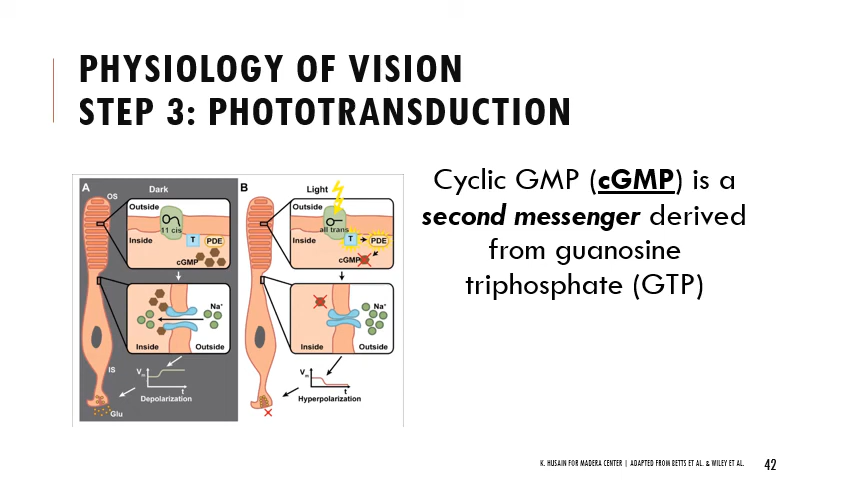 PHYSIOLOGY OF VISION
STEP 3: PHOTOTRANSDUCTION
Cyclic GMP (cGMP) is a
second messenger derived
from guanosine
triphosphate (GTP)
A
Dark
OS
Outside
11 cis
Inside
T
PDE
cGMP
Na⁺
Inside
Outside
IS
Vm
t
Depolarization
Glu
B
Light
Outside
all trans
Inside
T
PDE
cGMP
Na⁺
Inside
Outside
Vm
t
Hyperpolarization
K. HUSAIN FOR MADERA CENTER | ADAPTED FROM BETTS ET AL. & WILEY ET AL.
42